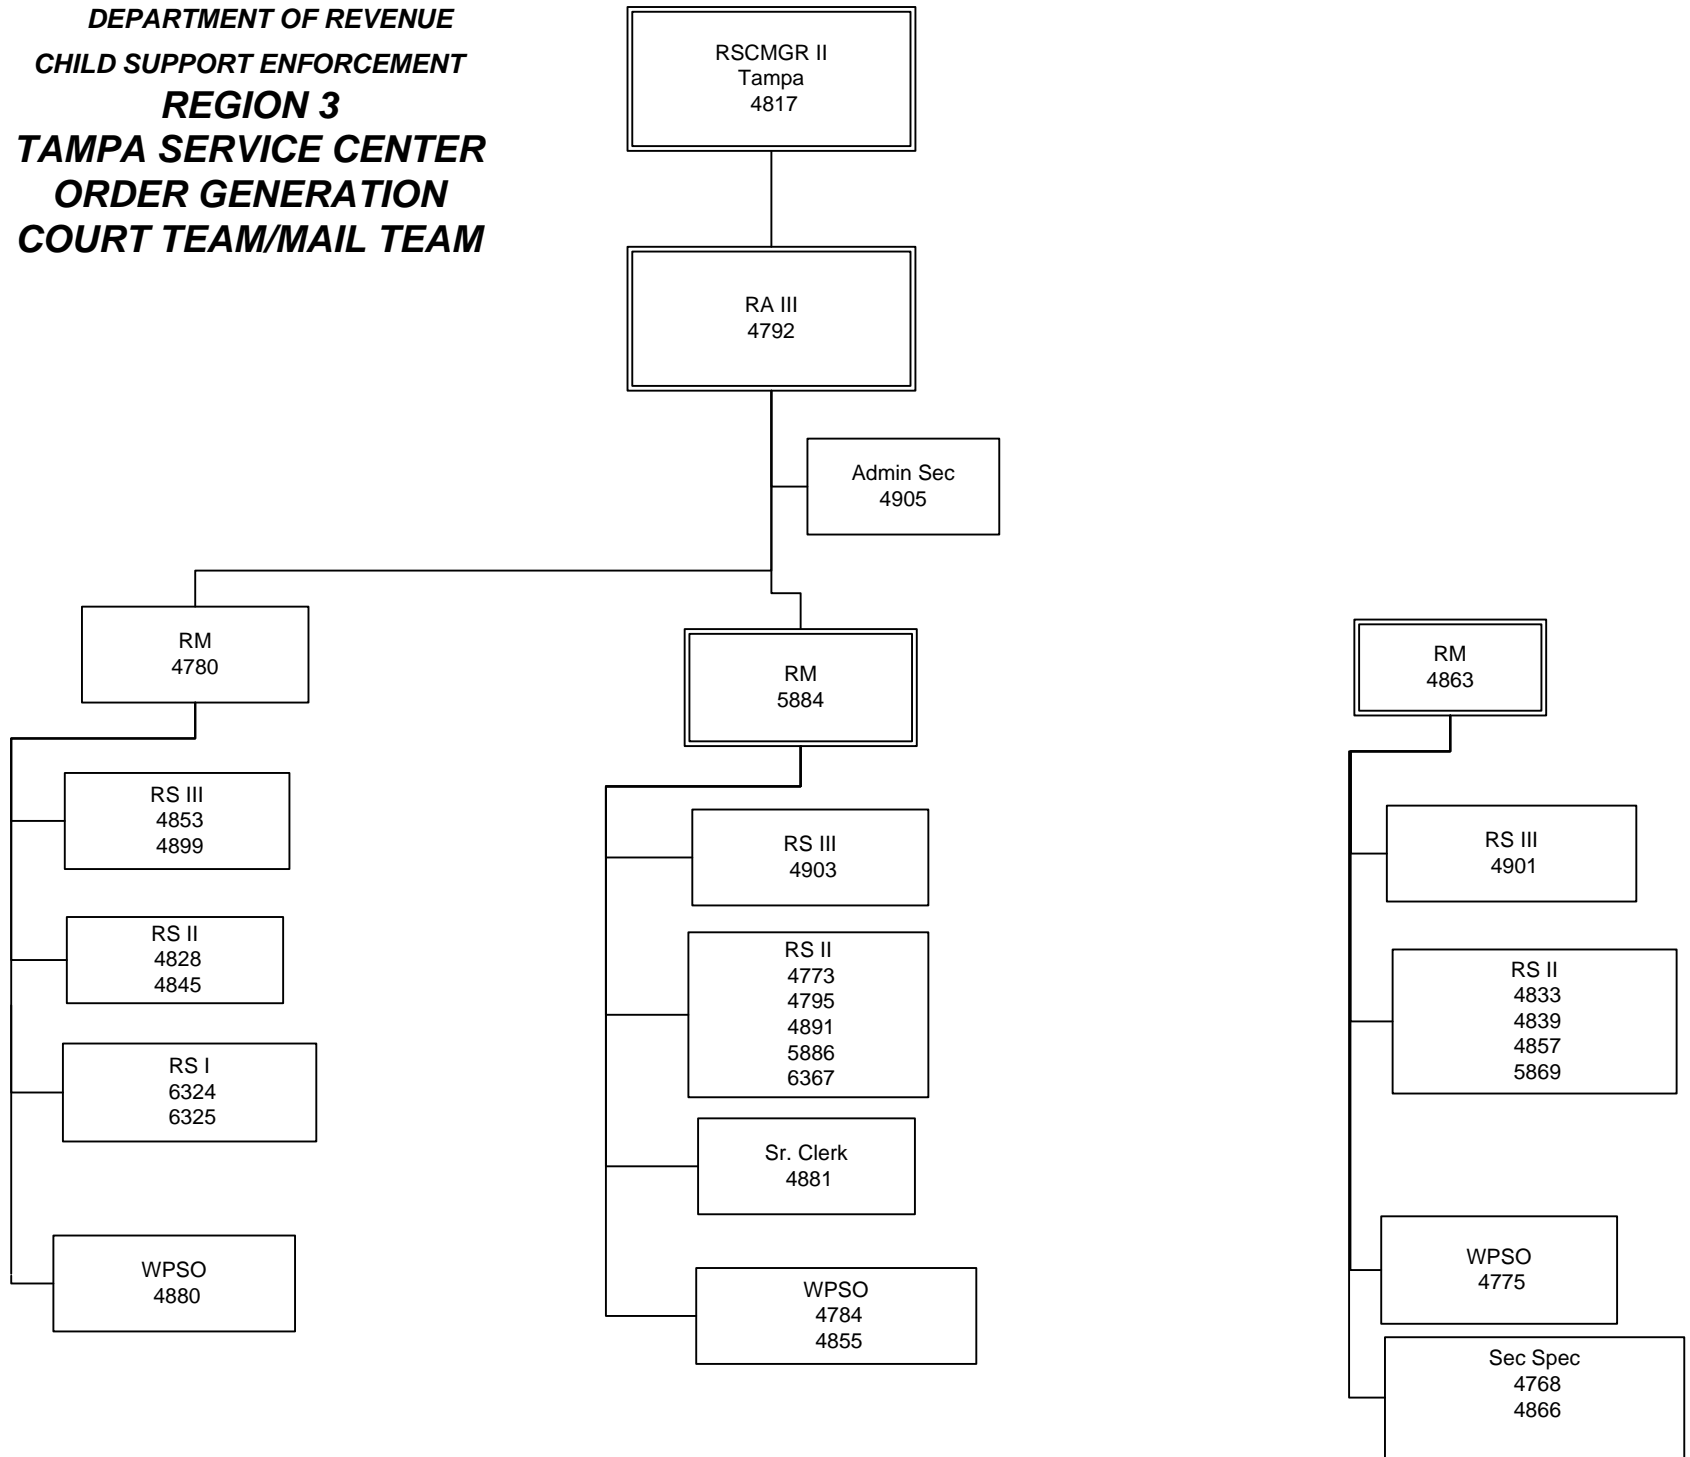 DEPARTMENT OF REVENUE
CHILD SUPPORT ENFORCEMENT
REGION 3
TAMPA SERVICE CENTER
ORDER GENERATION
COURT TEAM/MAIL TEAM
RSCMGR II
Tampa
4817
RA III
4792
Admin Sec
4905
RM
4780
RS III
4853
4899
RS II
4828
4845
RS I
6324
6325
WPSO
4880
RM
5884
RS III
4903
RS II
4773
4795
4891
5886
6367
Sr. Clerk
4881
WPSO
4784
4855
RM
4863
RS III
4901
RS II
4833
4839
4857
5869
WPSO
4775
Sec Spec
4768
4866